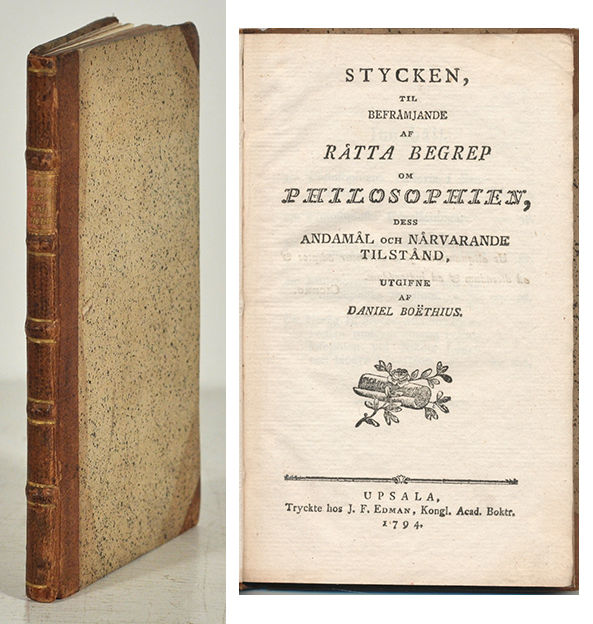 STYCKEN,
TIL
BEFRÄMJANDE
AF
RÄTTA BEGREP
OM
PHILOSOPHIEN,
DESS
ANDAMÅL OCH NÄRVARANDE
TILSTÅND,
UTGIFNE
AF
DANIEL BOËTHIUS.
UPSALA,
Tryckte hos J. F. EDMAN, Kongl. Acad. Boktr.
1794.